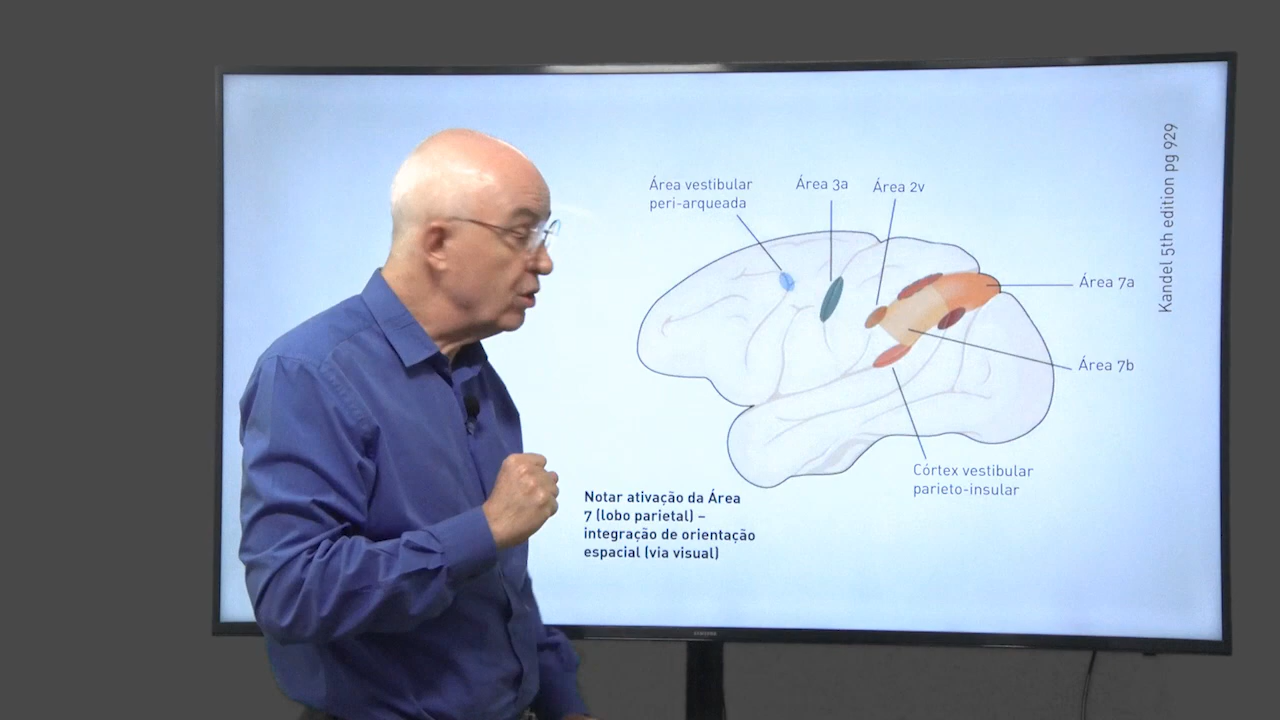 Área vestibular
peri-arqueada
Área 3a
Área 2v
Área 7a
Área 7b
Córtex vestibular
parieto-insular
Kandel 5th edition pg 929
Notar ativação da Área
7 (lobo parietal) –
integração de orientação
espacial (via visual)
SAMSUNG